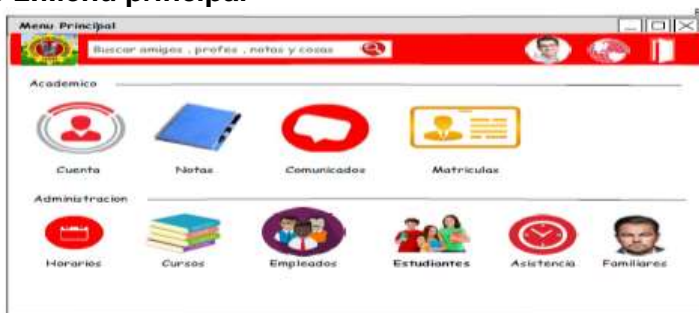 principal
Menu Principal
Buscar amigos , profes , notas y cosas
Academico
Cuenta Notas Comunicados Matriculas
Administracion
Horarios Cursos Empleados Estudiantes Asistencia Familiares